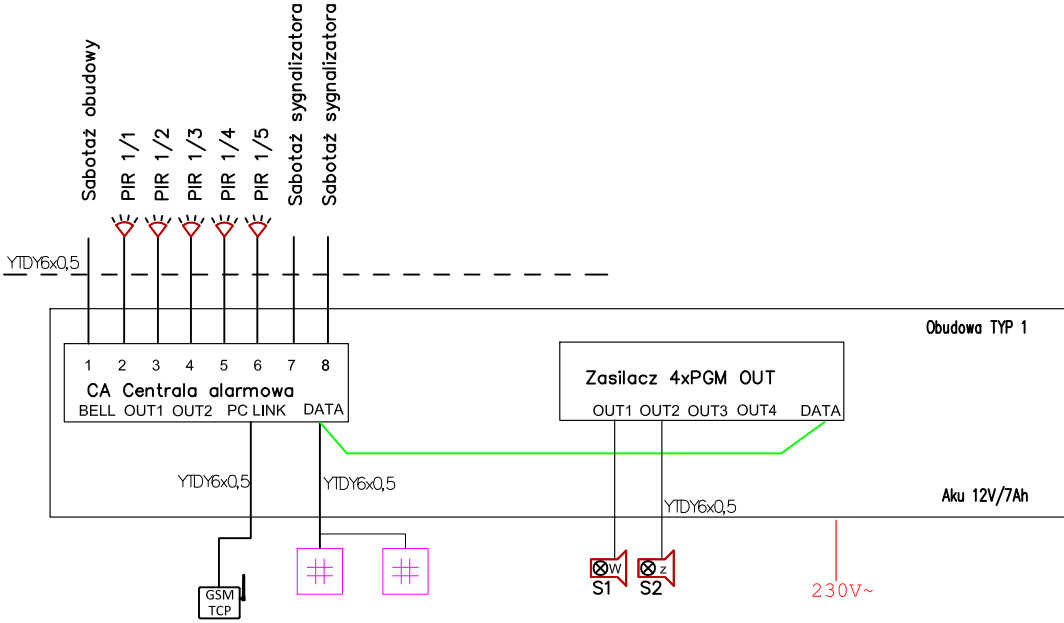 Sabotaż obudowy
PIR 1/1
PIR 1/2
PIR 1/3
PIR 1/4
PIR 1/5
Sabotaż sygnalizatora
Sabotaż sygnalizatora
YTDY6x0,5
Obudowa TYP 1
1 2 3 4 5 6 7 8
CA Centrala alarmowa
BELL OUT1 OUT2 PC LINK DATA
Zasilacz 4xPGM OUT
OUT1 OUT2 OUT3 OUT4 DATA
YTDY6x0,5
YTDY6x0,5
Aku 12V/7Ah
YTDY6x0,5
W
z
S1
S2
230V~
GSM
TCP